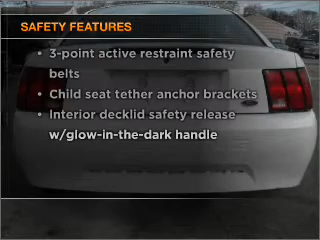 SAFETY FEATURES
• 3-point active restraint safety
belts
• Child seat tether anchor brackets
• Interior decklid safety release
w/glow-in-the-dark handle